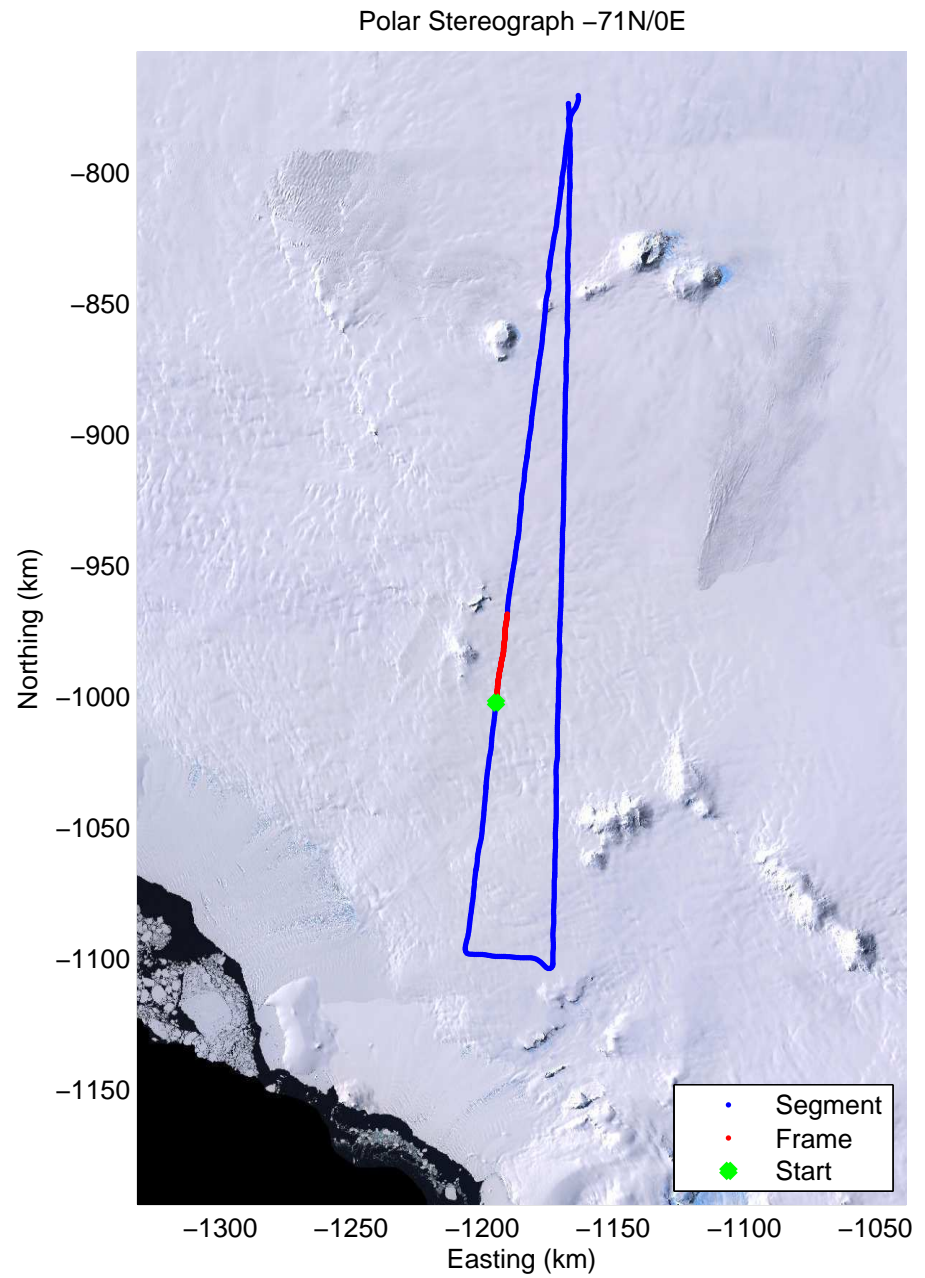 Polar Stereograph −71N/0E
−800
−850
−900
−950
−1000
−1050
−1100
−1150
Northing (km)
−1300 −1250 −1200 −1150 −1100 −1050
Easting (km)
Segment
Frame
Start